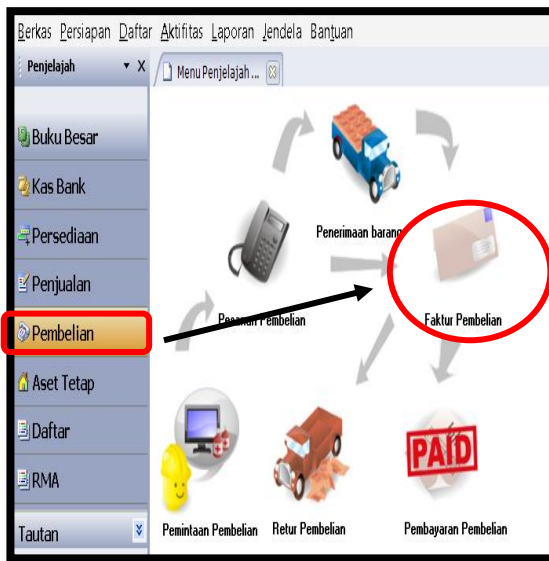 Berkas Persiapan Daftar Aktifitas Laporan Jendela Bantuan
Penjelajah
Menu Penjelajah ...
Buku Besar
Kas Bank
Persediaan
Penjualan
Pembelian
Aset Tetap
Daftar
RMA
Tautan
Penerimaan barang
Pesanan Pembelian
Faktur Pembelian
PAID
Pemintaan Pembelian
Retur Pembelian
Pembayaran Pembelian